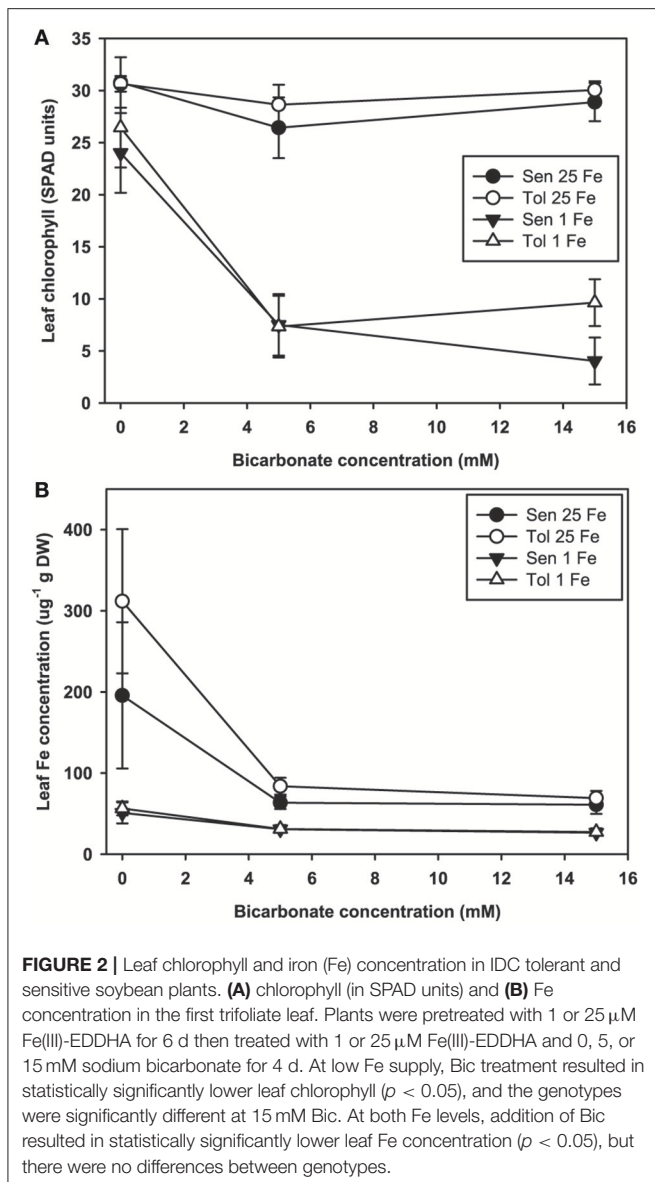 A
35
30
25
20
15
10
5
0
Leaf chlorophyll (SPAD units)
Sen 25 Fe
Tol 25 Fe
Sen 1 Fe
Tol 1 Fe
0 2 4 6 8 10 12 14 16
Bicarbonate concentration (mM)
B
400
300
200
100
0
Leaf Fe concentration (ug⁻¹ g DW)
Sen 25 Fe
Tol 25 Fe
Sen 1 Fe
Tol 1 Fe
0 2 4 6 8 10 12 14 16
Bicarbonate concentration (mM)
FIGURE 2 | Leaf chlorophyll and iron (Fe) concentration in IDC tolerant and
sensitive soybean plants. (A) chlorophyll (in SPAD units) and (B) Fe
concentration in the first trifoliate leaf. Plants were pretreated with 1 or 25 μM
Fe(III)-EDDHA for 6 d then treated with 1 or 25 μM Fe(III)-EDDHA and 0, 5, or
15 mM sodium bicarbonate for 4 d. At low Fe supply, Bic treatment resulted in
statistically significantly lower leaf chlorophyll (p < 0.05), and the genotypes
were significantly different at 15 mM Bic. At both Fe levels, addition of Bic
resulted in statistically significantly lower leaf Fe concentration (p < 0.05), but
there were no differences between genotypes.